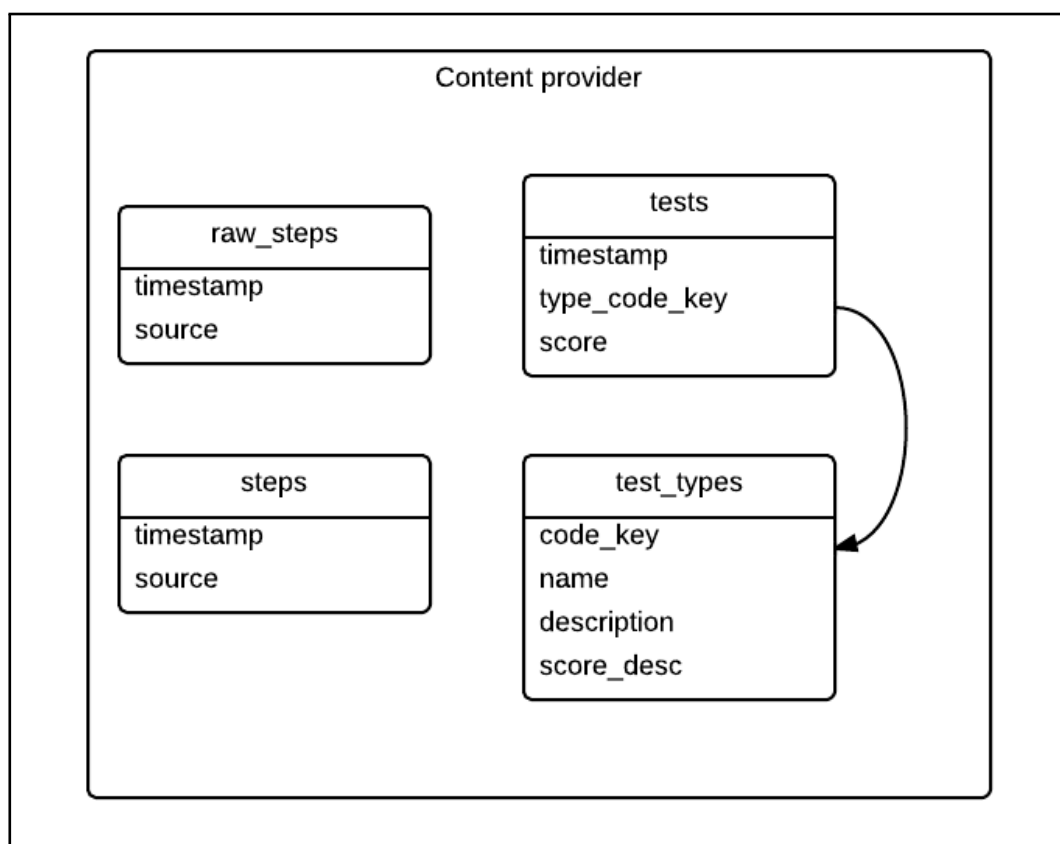 Content provider
raw_steps
timestamp
source
tests
timestamp
type_code_key
score
steps
timestamp
source
test_types
code_key
name
description
score_desc